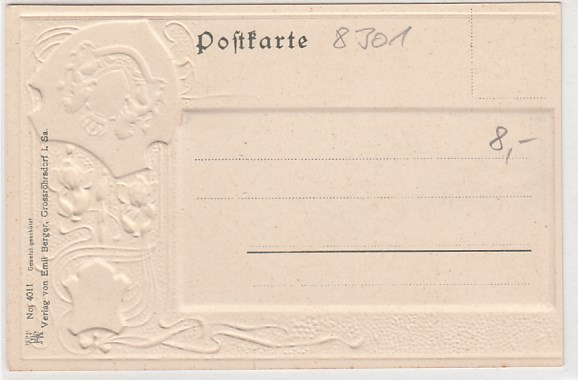 Postkarte 8301
8,-
No. 4011 Gesetzl. geschützt
Verlag von Emil Berger, Grossröhrsdorf i. Sa.